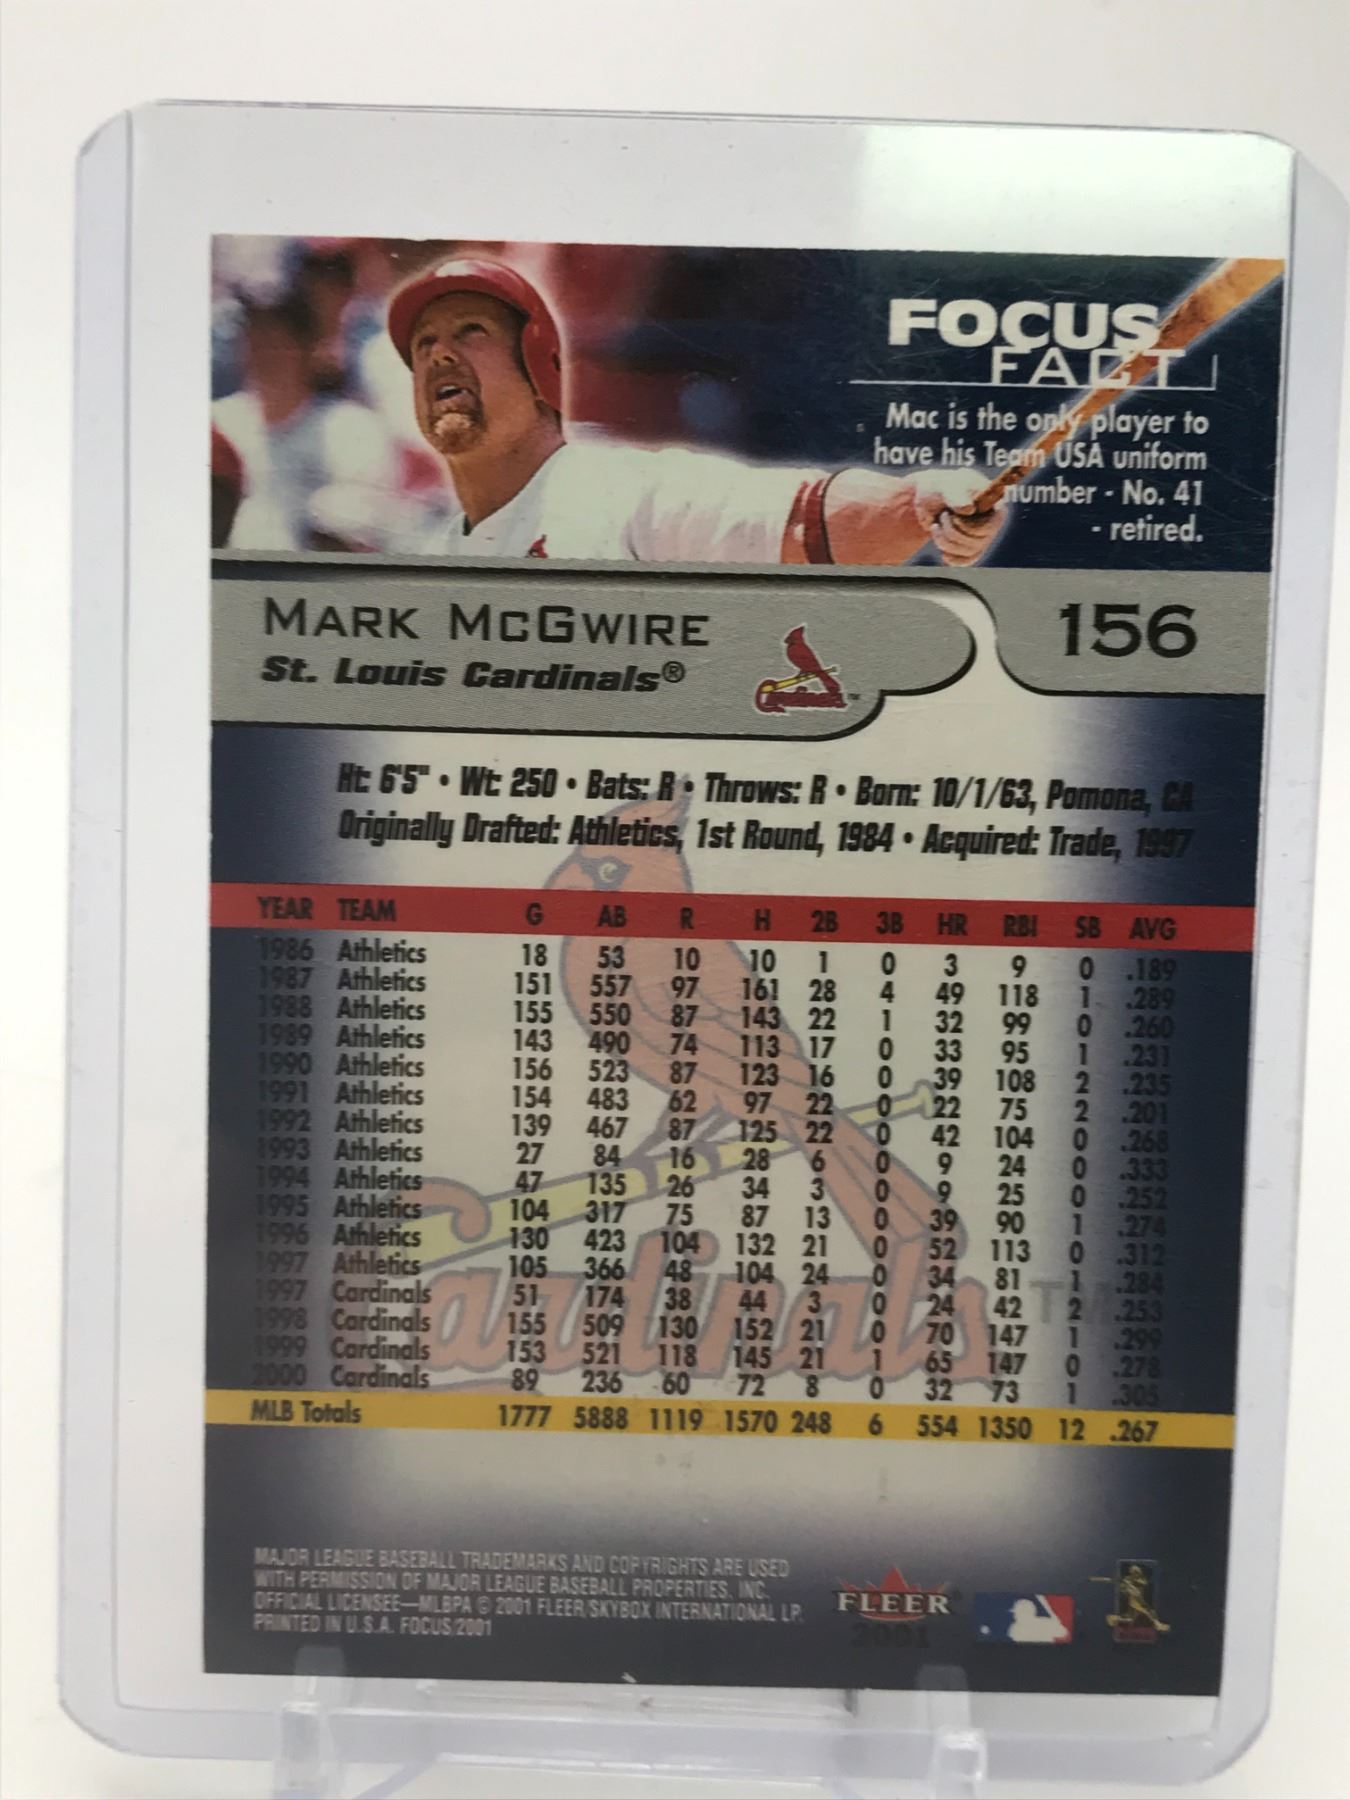 FOCUS
FACT
Mac is the only player to
have his Team USA uniform
number - No. 41
- retired.
MARK MCGWIRE
156
St. Louis Cardinals®
Cardinals ™
Ht: 6'5" • Wt: 250 • Bats: R • Throws: R • Born: 10/1/63, Pomona, CA
Originally Drafted: Athletics, 1st Round, 1984 • Acquired: Trade, 1997
YEAR TEAM G AB R H 2B 3B HR RBI SB AVG
1986 Athletics 18 53 10 10 1 0 3 9 0 .189
1987 Athletics 151 557 97 161 28 4 49 118 1 .289
1988 Athletics 155 550 87 143 22 1 32 99 0 .260
1989 Athletics 143 490 74 113 17 0 33 95 1 .231
1990 Athletics 156 523 87 123 16 0 39 108 2 .235
1991 Athletics 154 483 62 97 22 0 22 75 2 .201
1992 Athletics 139 467 87 125 22 0 42 104 0 .268
1993 Athletics 27 84 16 28 6 0 9 24 0 .333
1994 Athletics 47 135 26 34 3 0 9 25 0 .252
1995 Athletics 104 317 75 87 13 0 39 90 1 .274
1996 Athletics 130 423 104 132 21 0 52 113 0 .312
1997 Athletics 105 366 48 104 24 0 34 81 1 .284
1997 Cardinals 51 174 38 44 3 0 24 42 2 .253
1998 Cardinals 155 509 130 152 21 0 70 147 1 .299
1999 Cardinals 153 521 118 145 21 1 65 147 0 .278
2000 Cardinals 89 236 60 72 8 0 32 73 1 .305
MLB Totals 1777 5888 1119 1570 248 6 554 1350 12 .267
Cardinals TM
MAJOR LEAGUE BASEBALL TRADEMARKS AND COPYRIGHTS ARE USED
WITH PERMISSION OF MAJOR LEAGUE BASEBALL PROPERTIES, INC.
OFFICIAL LICENSEE—MLBPA © 2001 FLEER/SKYBOX INTERNATIONAL LP.
PRINTED IN U.S.A. FOCUS/2001
FLEER
2001